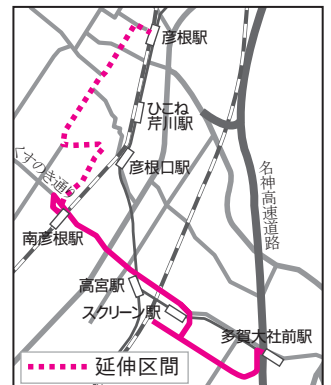 彦根駅
ひこね
芹川駅
彦根口駅
くすのき通り
名神高速道路
南彦根駅
高宮駅
スクリーン駅
多賀大社前駅
延伸区間